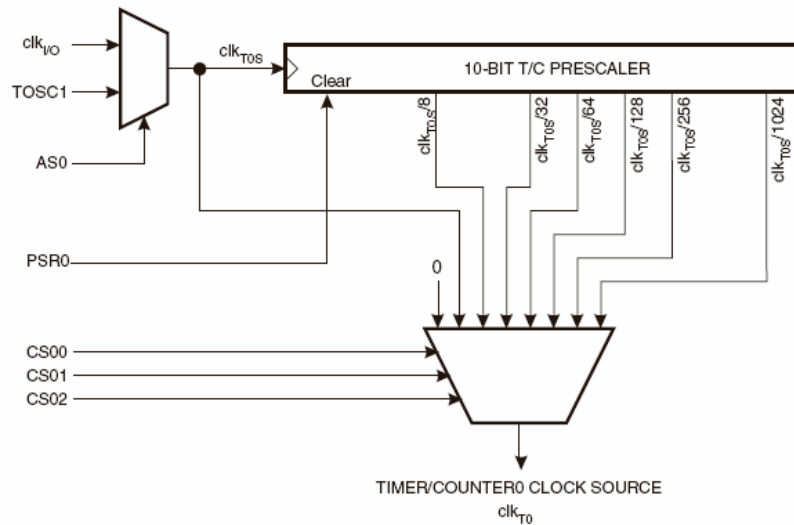 clkI/O
clkT0S
10-BIT T/C PRESCALER
TOSC1
Clear
clkT0S/8
clkT0S/32
clkT0S/64
clkT0S/128
clkT0S/256
clkT0S/1024
AS0
PSR0
0
CS00
CS01
CS02
TIMER/COUNTER0 CLOCK SOURCE
clkT0